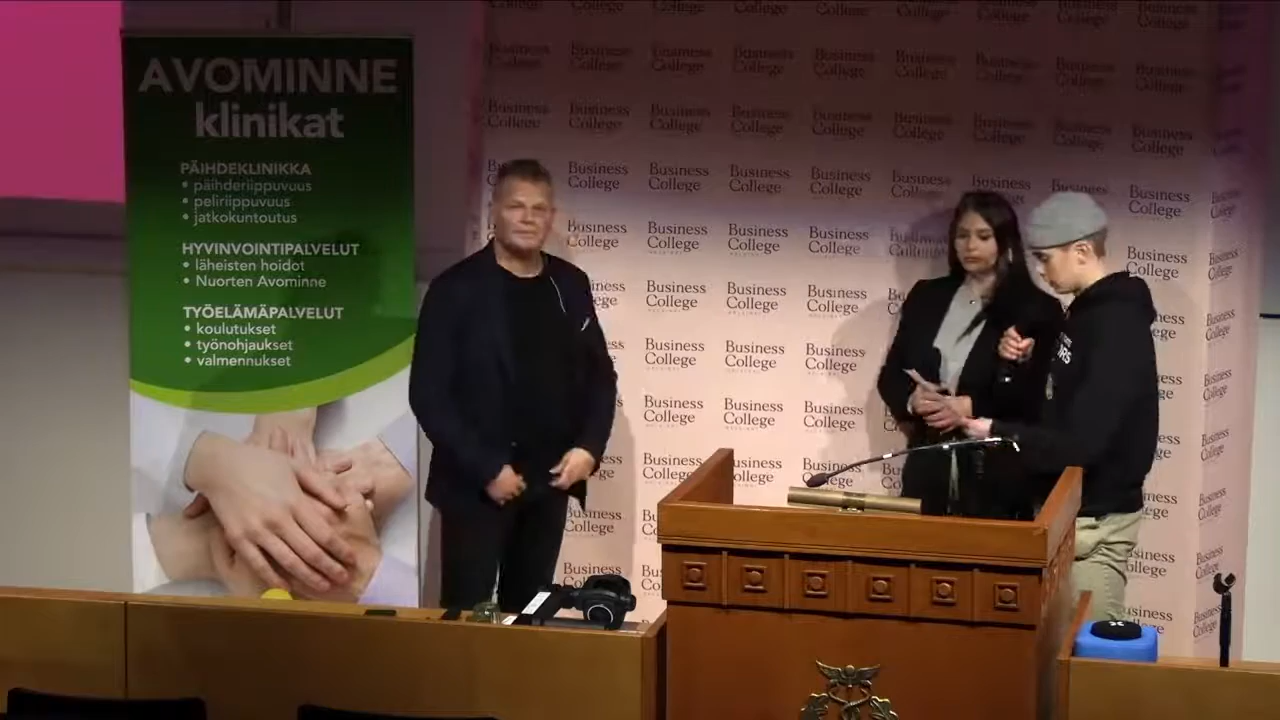 AVOMINNE
klinikat
PÄIHDEKLINIKKA
• päihderiippuvuus
• peliriippuvuus
• jatkokuntoutus
HYVINVOINTIPALVELUT
• läheisten hoidot
• Nuorten Avominne
TYÖELÄMÄPALVELUT
• koulutukset
• työnohjaukset
• valmennukset
Business
College